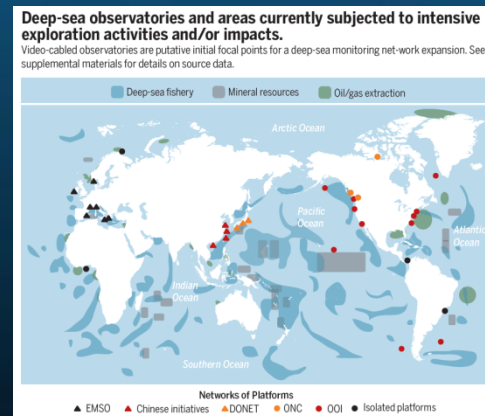 Deep-sea observatories and areas currently subjected to intensive
exploration activities and/or impacts.
Video-cabled observatories are putative initial focal points for a deep-sea monitoring net-work expansion. See
supplemental materials for details on source data.
Deep-sea fishery Mineral resources Oil/gas extraction
Arctic Ocean
Pacific
Ocean
Atlantic
Ocean
Indian
Ocean
Southern Ocean
Networks of Platforms
EMSO Chinese initiatives DONET ONC OOI Isolated platforms